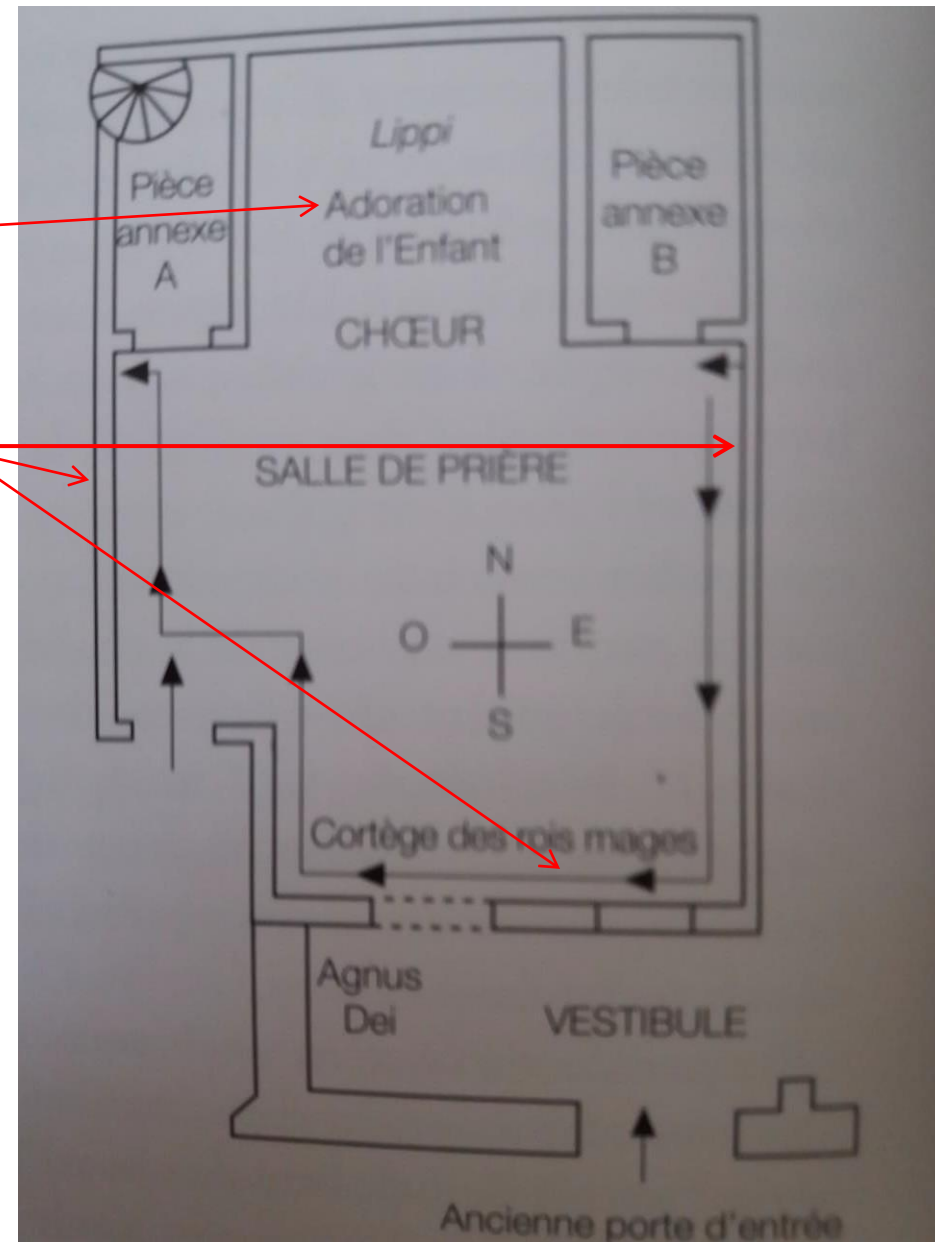 Lippi
Adoration
de l'Enfant
Pièce
annexe
A
Pièce
annexe
B
CHŒUR
SALLE DE PRIÈRE
N
O
E
S
Cortège des rois mages
Agnus
Dei
VESTIBULE
Ancienne porte d'entrée